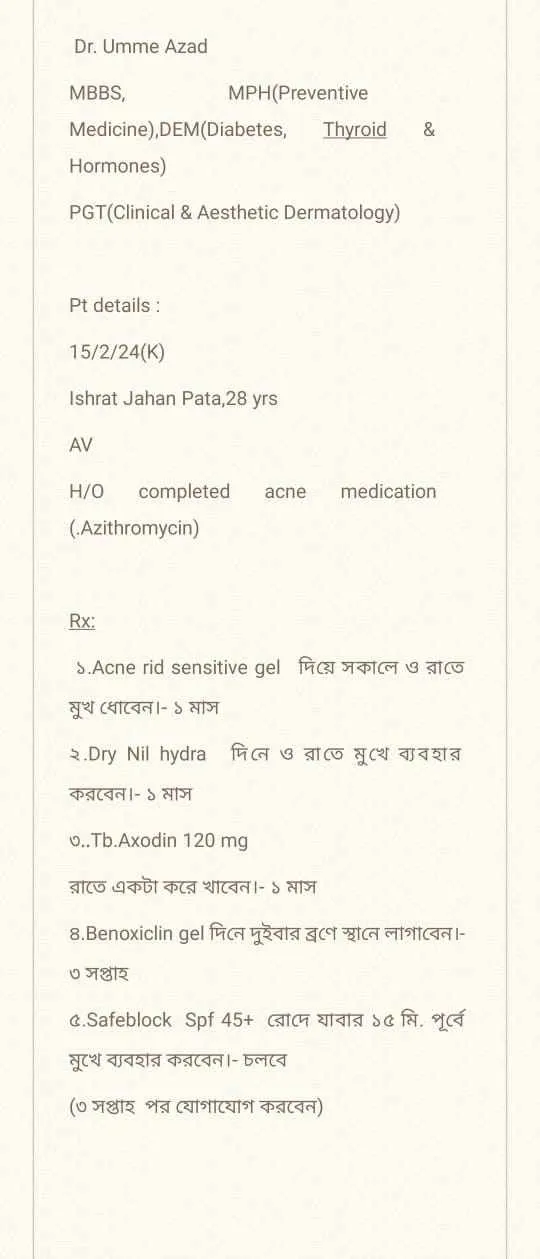 Dr. Umme Azad
MBBS, MPH(Preventive
Medicine),DEM(Diabetes, Thyroid &
Hormones)
PGT(Clinical & Aesthetic Dermatology)
Pt details :
15/2/24(K)
Ishrat Jahan Pata,28 yrs
AV
H/O completed acne medication
(.Azithromycin)
Rx:
১.Acne rid sensitive gel দিয়ে সকালে ও রাতে
মুখ ধোবেন।- ১ মাস
২.Dry Nil hydra দিনে ও রাতে মুখে ব্যবহার
করবেন।- ১ মাস
৩..Tb.Axodin 120 mg
রাতে একটা করে খাবেন।- ১ মাস
৪.Benoxiclin gel দিনে দুইবার ব্রণে স্থানে লাগাবেন।-
৩ সপ্তাহ
৫.Safeblock Spf 45+ রোদে যাবার ১৫ মি. পূর্বে
মুখে ব্যবহার করবেন।- চলবে
(৩ সপ্তাহ পর যোগাযোগ করবেন)